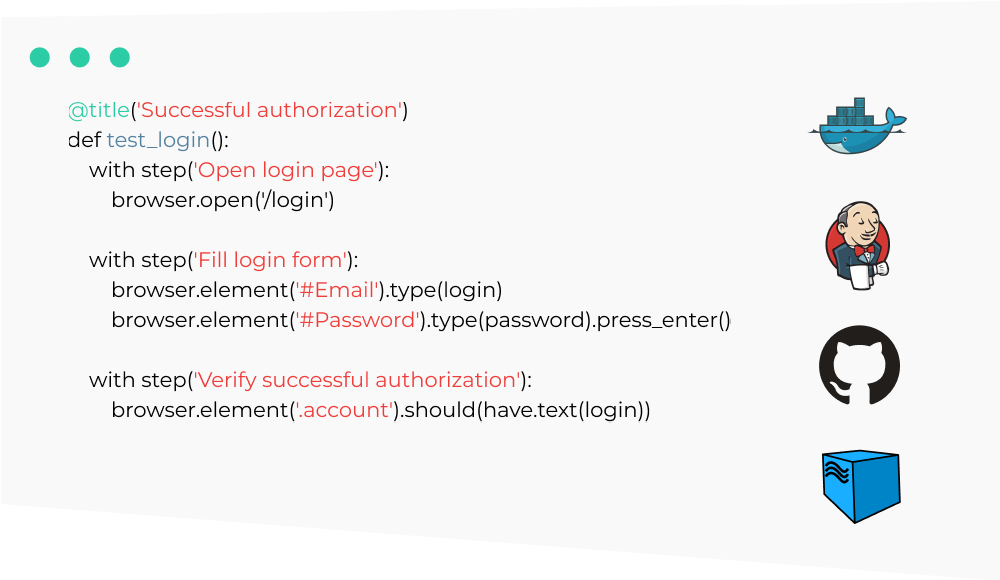 @title('Successful authorization')
def test_login():
with step('Open login page'):
browser.open('/login')
with step('Fill login form'):
browser.element('#Email').type(login)
browser.element('#Password').type(password).press_enter()
with step('Verify successful authorization'):
browser.element('.account').should(have.text(login))